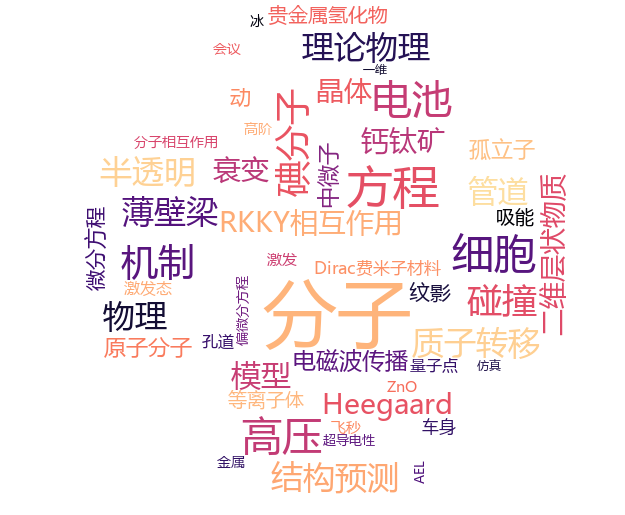 贵金属氢化物
冰
理论物理
会议
一维
晶体
电池
动
碘分子
高阶
钙钛矿
分子相互作用
孤立子
半透明
衰变
中微子
方程
管道
二维层状物质
薄壁梁
RKKY相互作用
吸能
微分方程
机制
细胞
激发
Dirac费米子材料
激发态
偏微分方程
分子
纹影
碰撞
物理
孔道
质子转移
原子分子
电磁波传播
量子点
仿真
模型
ZnO
等离子体
Heegaard
高压
飞秒
车身
超导电性
金属
结构预测
AEL